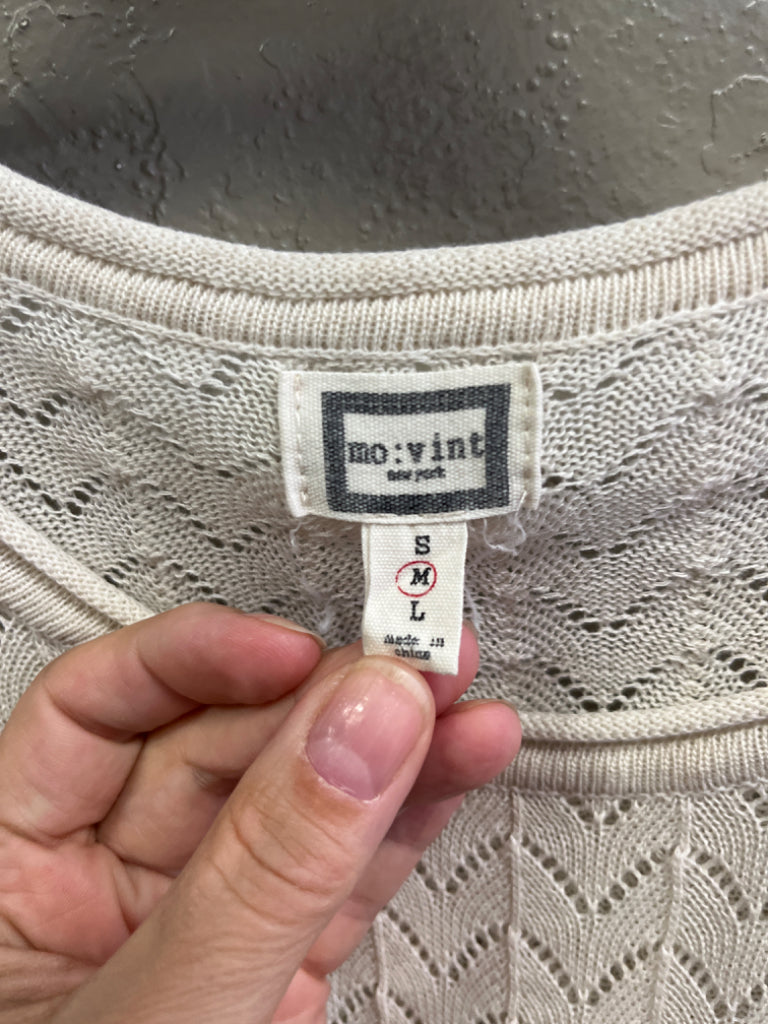 mo:vint
new york
S
M
L
made in
china